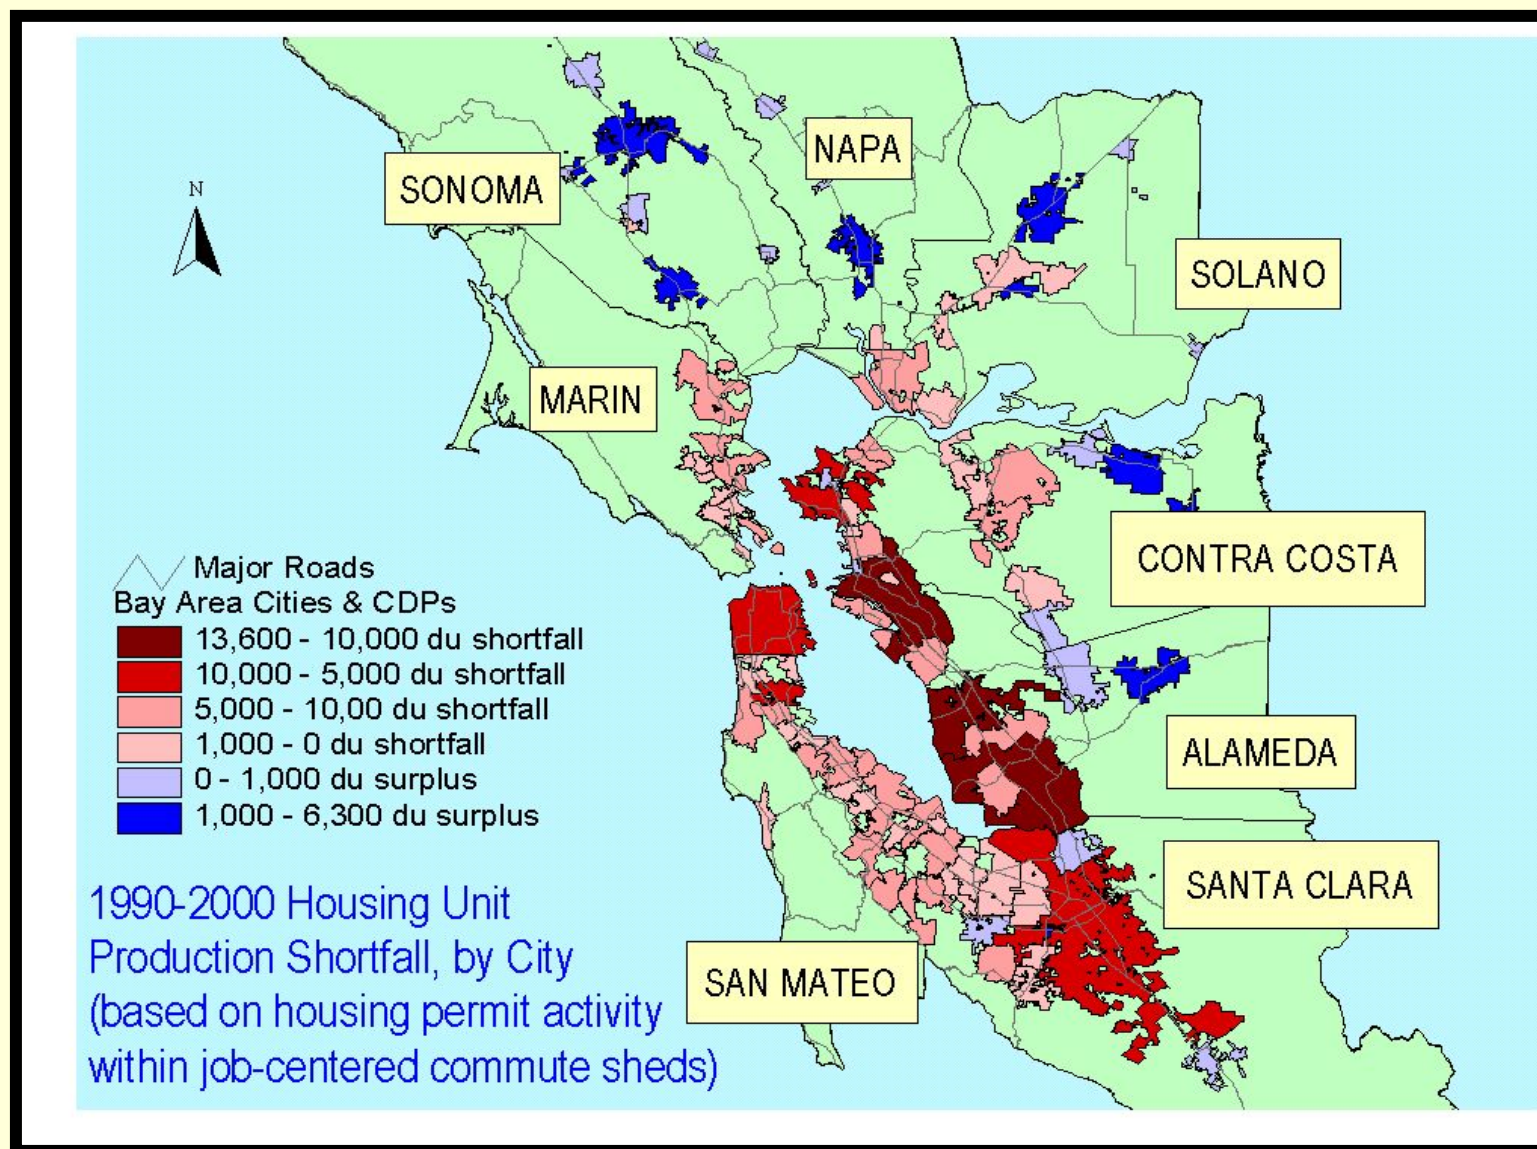 NAPA
SONOMA
N
SOLANO
MARIN
CONTRA COSTA
Major Roads
Bay Area Cities & CDPs
13,600 - 10,000 du shortfall
10,000 - 5,000 du shortfall
5,000 - 10,00 du shortfall
1,000 - 0 du shortfall
0 - 1,000 du surplus
1,000 - 6,300 du surplus
ALAMEDA
SANTA CLARA
SAN MATEO
1990-2000 Housing Unit
Production Shortfall, by City
(based on housing permit activity
within job-centered commute sheds)